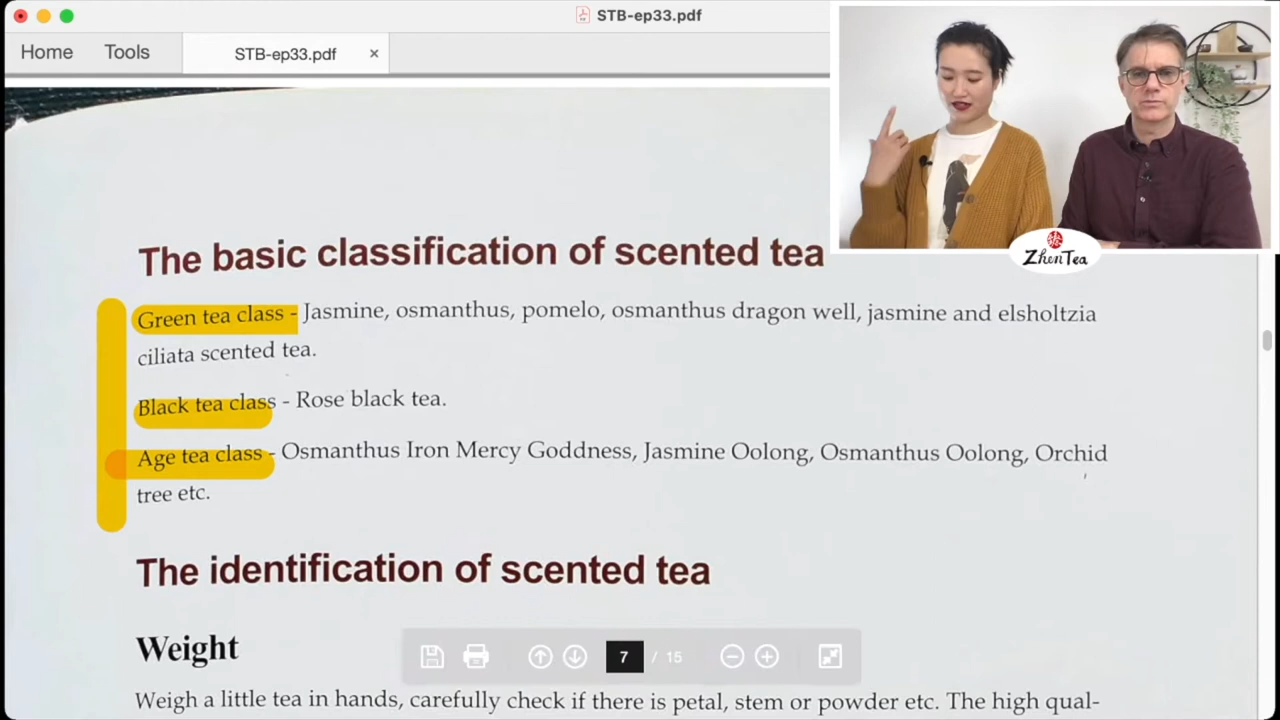 STB-ep33.pdf
Home Tools STB-ep33.pdf ×
The basic classification of scented tea
Green tea class - Jasmine, osmanthus, pomelo, osmanthus dragon well, jasmine and elsholtzia
ciliata scented tea.
Black tea class - Rose black tea.
Age tea class - Osmanthus Iron Mercy Goddness, Jasmine Oolong, Osmanthus Oolong, Orchid
tree etc.
The identification of scented tea
Weight
7 / 15
Weigh a little tea in hands, carefully check if there is petal, stem or powder etc. The high qual-
ZhenTea